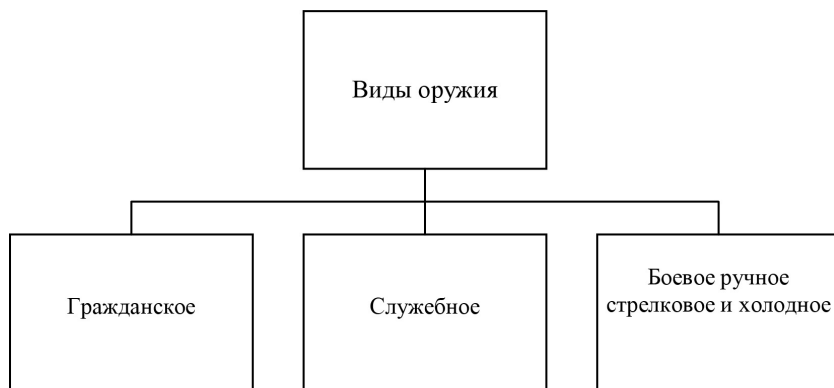 Виды оружия
Гражданское
Служебное
Боевое ручное
стрелковое и холодное